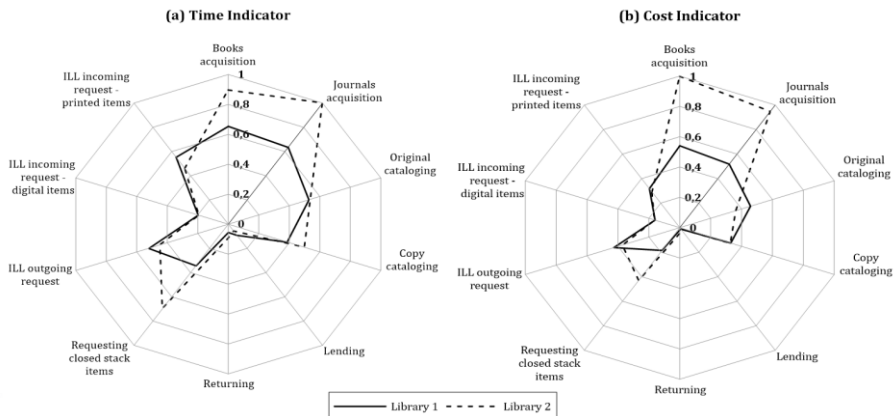 (a) Time Indicator
Books
acquisition
Journals
acquisition
Original
cataloging
Copy
cataloging
Lending
Returning
Requesting
closed stack
items
ILL outgoing
request
ILL incoming
request -
digital items
ILL incoming
request -
printed items
1
0,8
0,6
0,4
0,2
0
(b) Cost Indicator
Books
acquisition
Journals
acquisition
Original
cataloging
Copy
cataloging
Lending
Returning
Requesting
closed stack
items
ILL outgoing
request
ILL incoming
request -
digital items
ILL incoming
request -
printed items
1
0,8
0,6
0,4
0,2
0
Library 1 Library 2